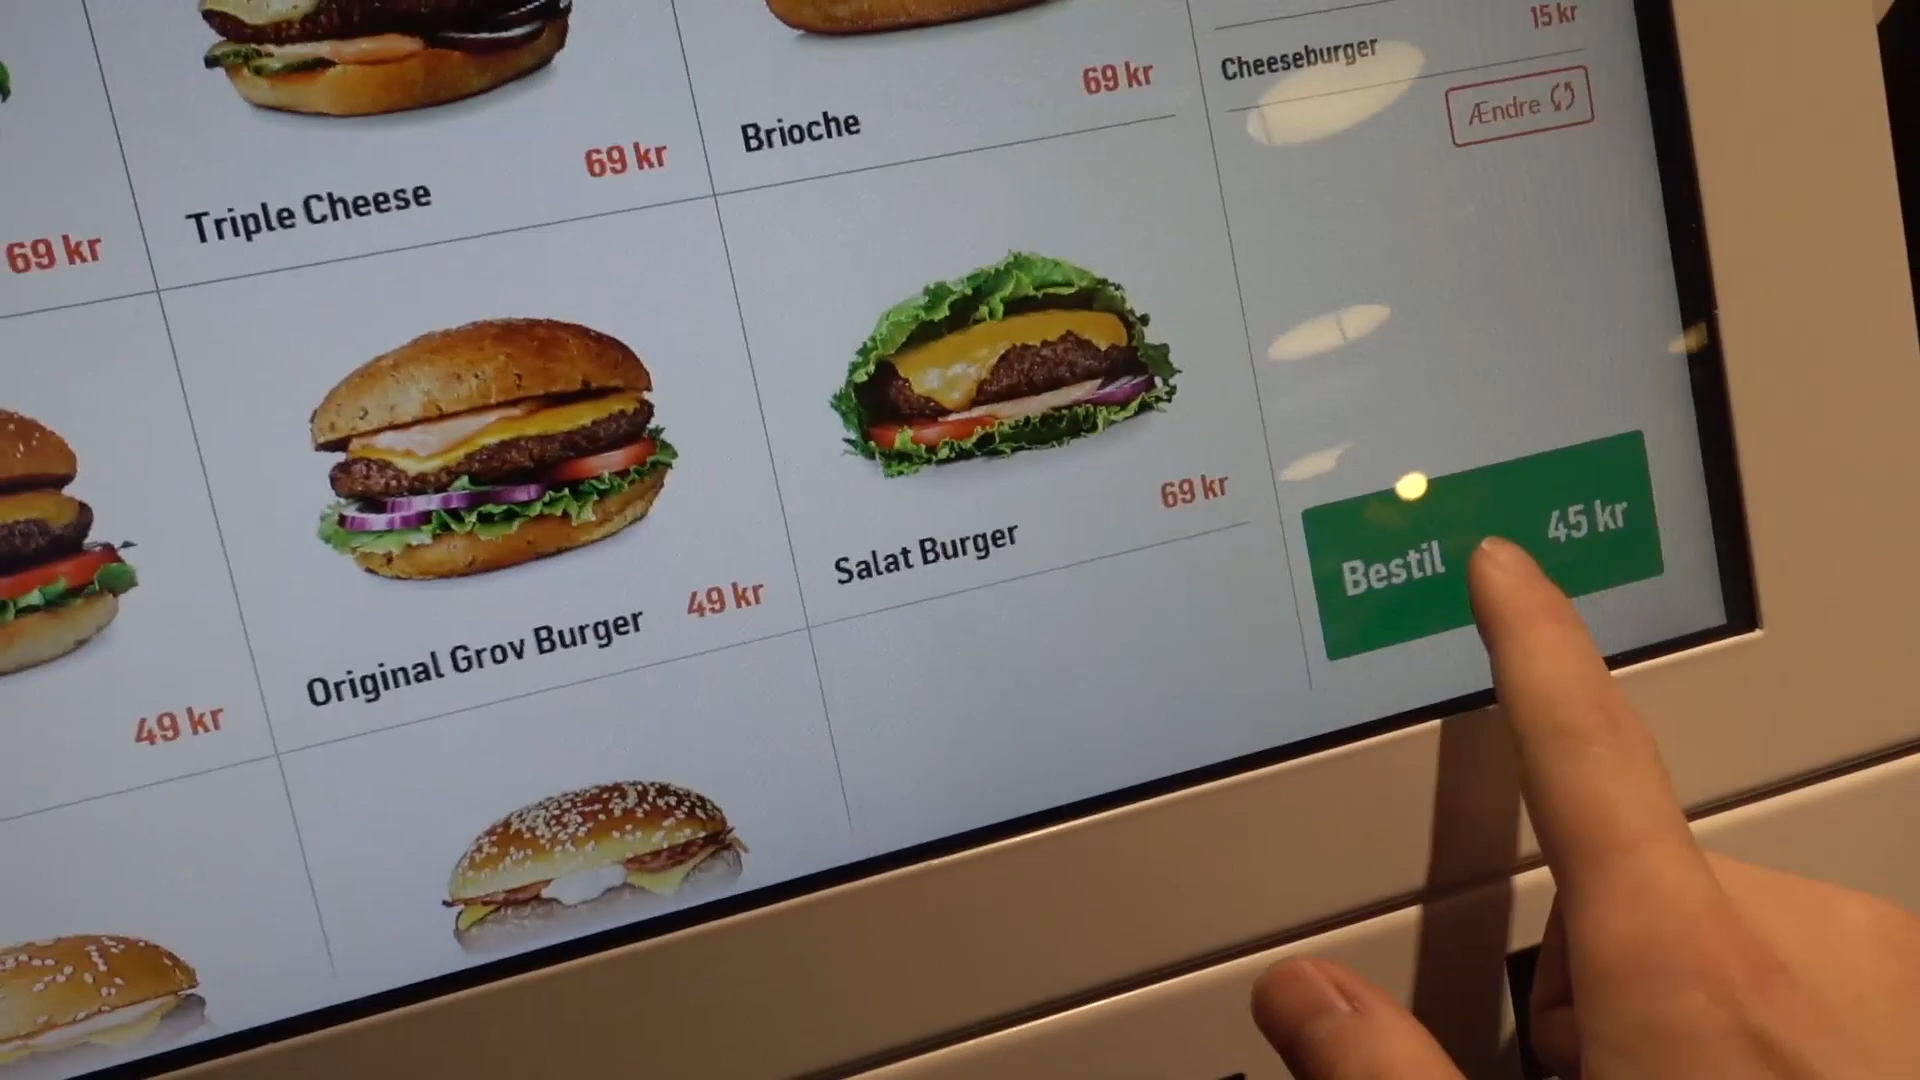 15 kr
Cheeseburger
Ændre
69 kr
Brioche
69 kr
Triple Cheese
69 kr
69 kr
Salat Burger
45 kr
Bestil
49 kr
Original Grov Burger
49 kr